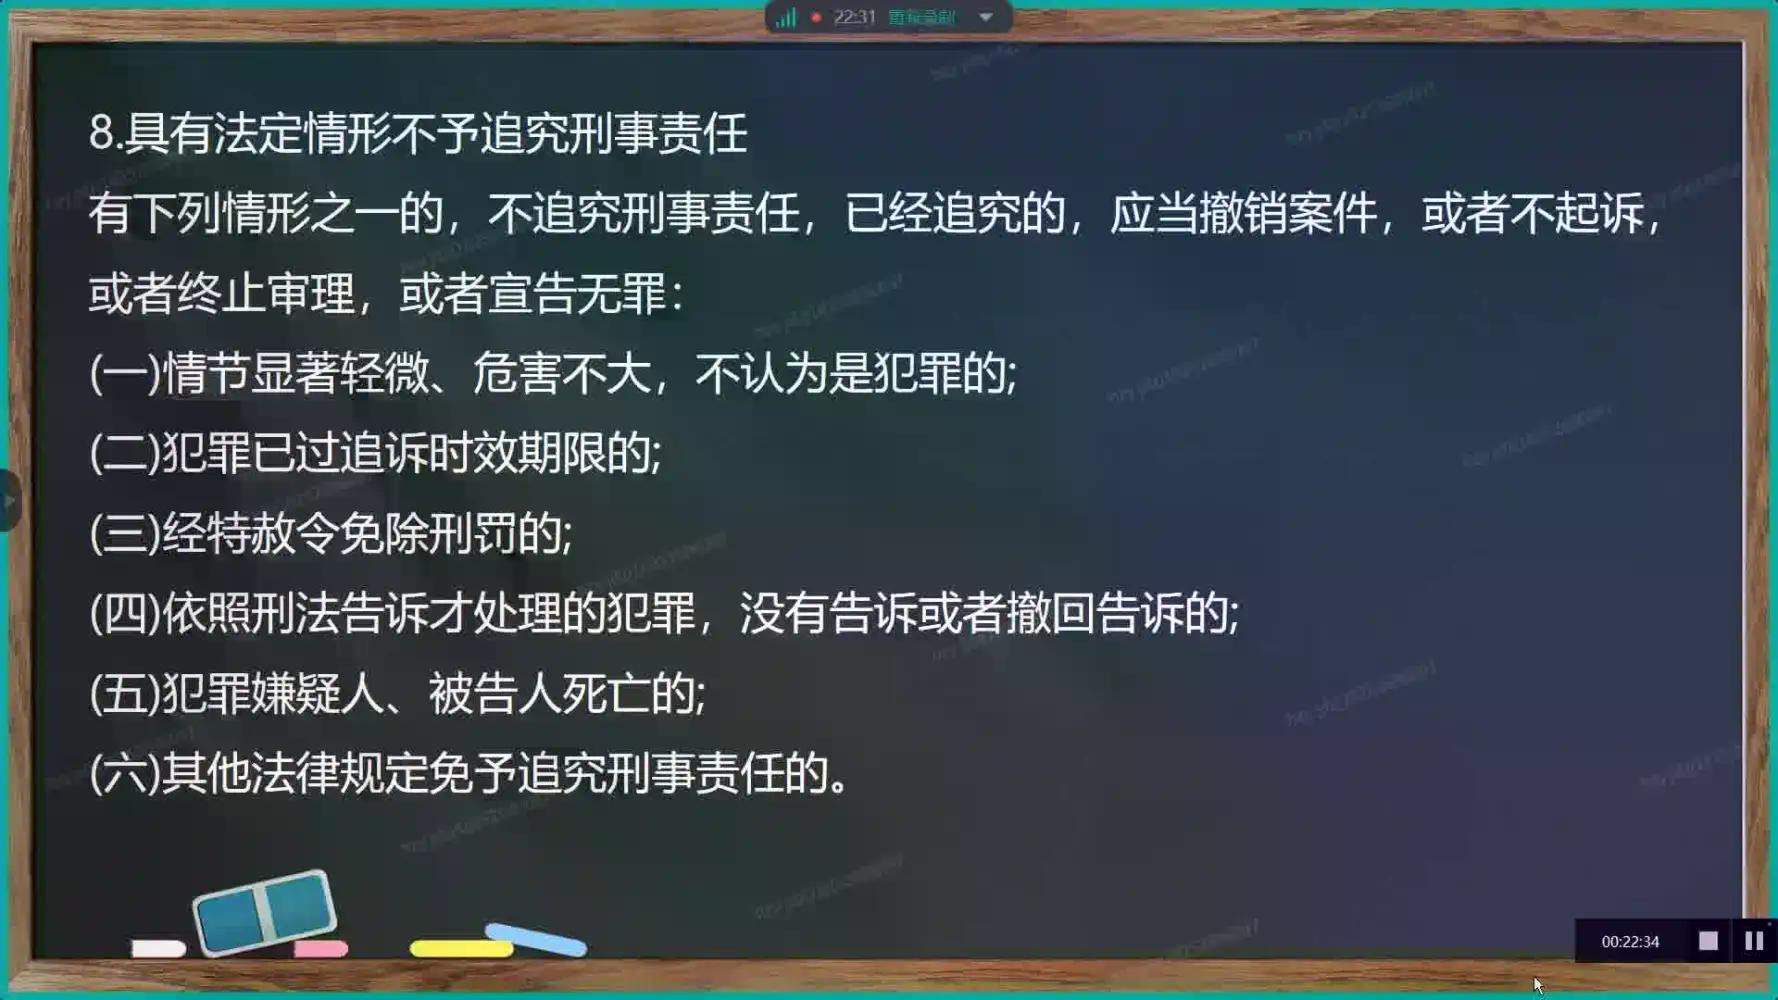 22:31
8.具有法定情形不予追究刑事责任
有下列情形之一的，不追究刑事责任，已经追究的，应当撤销案件，或者不起诉，
或者终止审理，或者宣告无罪：
(一)情节显著轻微、危害不大，不认为是犯罪的;
(二)犯罪已过追诉时效期限的;
(三)经特赦令免除刑罚的;
(四)依照刑法告诉才处理的犯罪，没有告诉或者撤回告诉的;
(五)犯罪嫌疑人、被告人死亡的;
(六)其他法律规定免予追究刑事责任的。
00:22:34